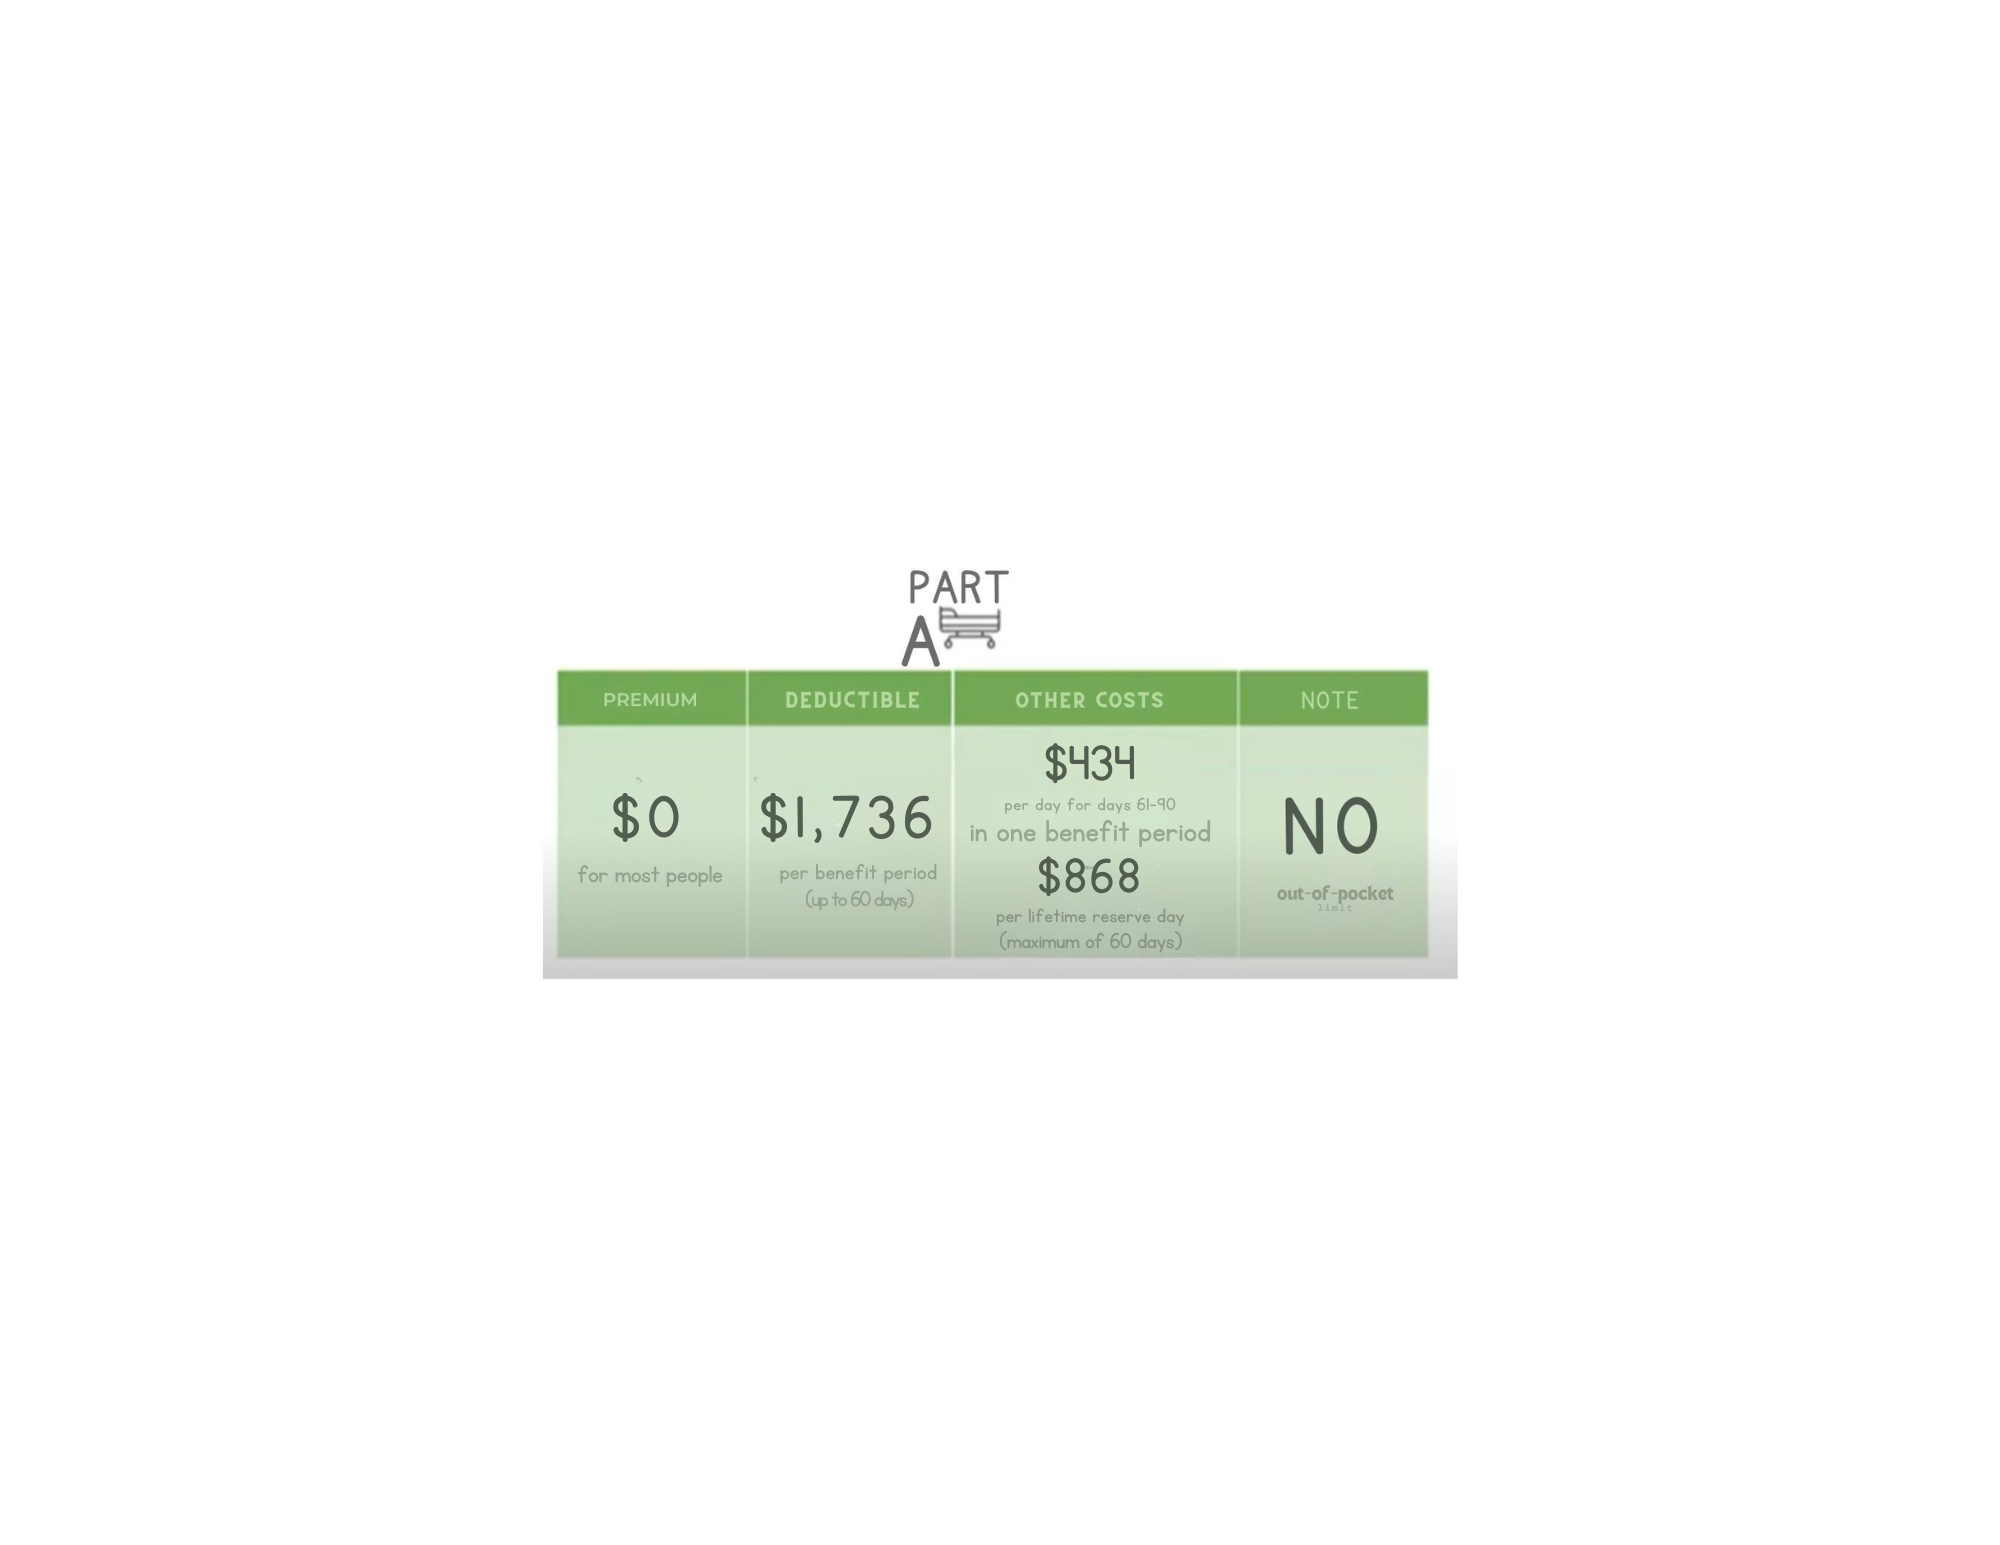 PART
A
PREMIUM
DEDUCTIBLE
OTHER COSTS
NOTE
$0
for most people
$1,736
per benefit period
(up to 60 days)
$434
per day for days 61-90
in one benefit period
$868
per lifetime reserve day
(maximum of 60 days)
NO
out-of-pocket
limit